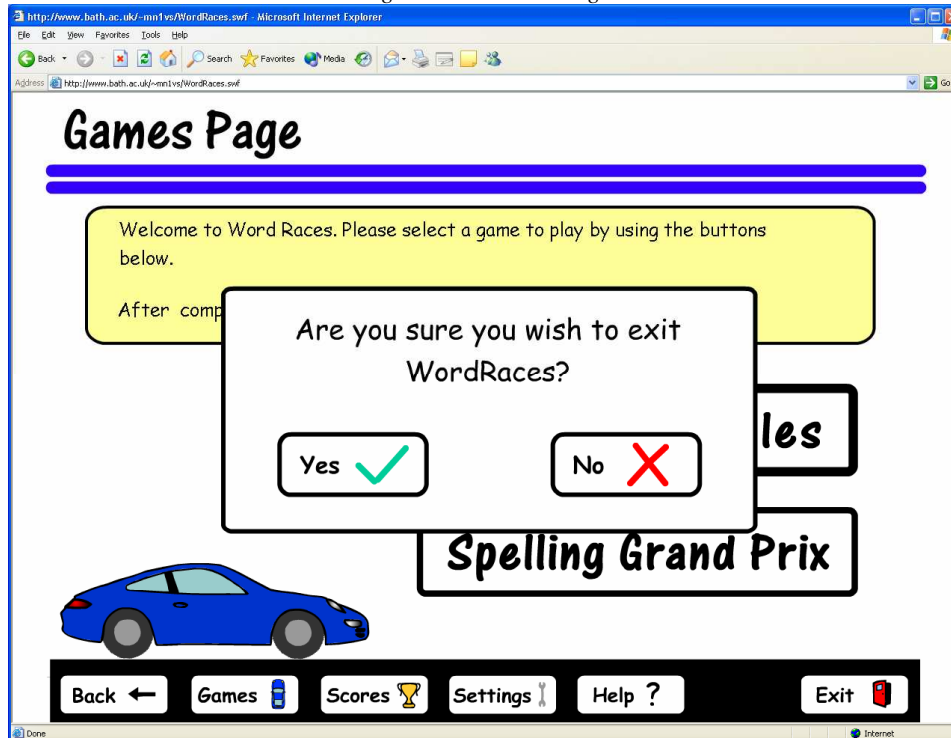 http://www.bath.ac.uk/~mn1vs/WordRaces.swf - Microsoft Internet Explorer
File Edit View Favorites Tools Help
Back Search Favorites Media
Address http://www.bath.ac.uk/~mn1vs/WordRaces.swf Go
Games Page
Welcome to Word Races. Please select a game to play by using the buttons
below.
After comp
Are you sure you wish to exit
WordRaces?
les
Yes No
Spelling Grand Prix
Back Games Scores Settings Help ? Exit
Done Internet